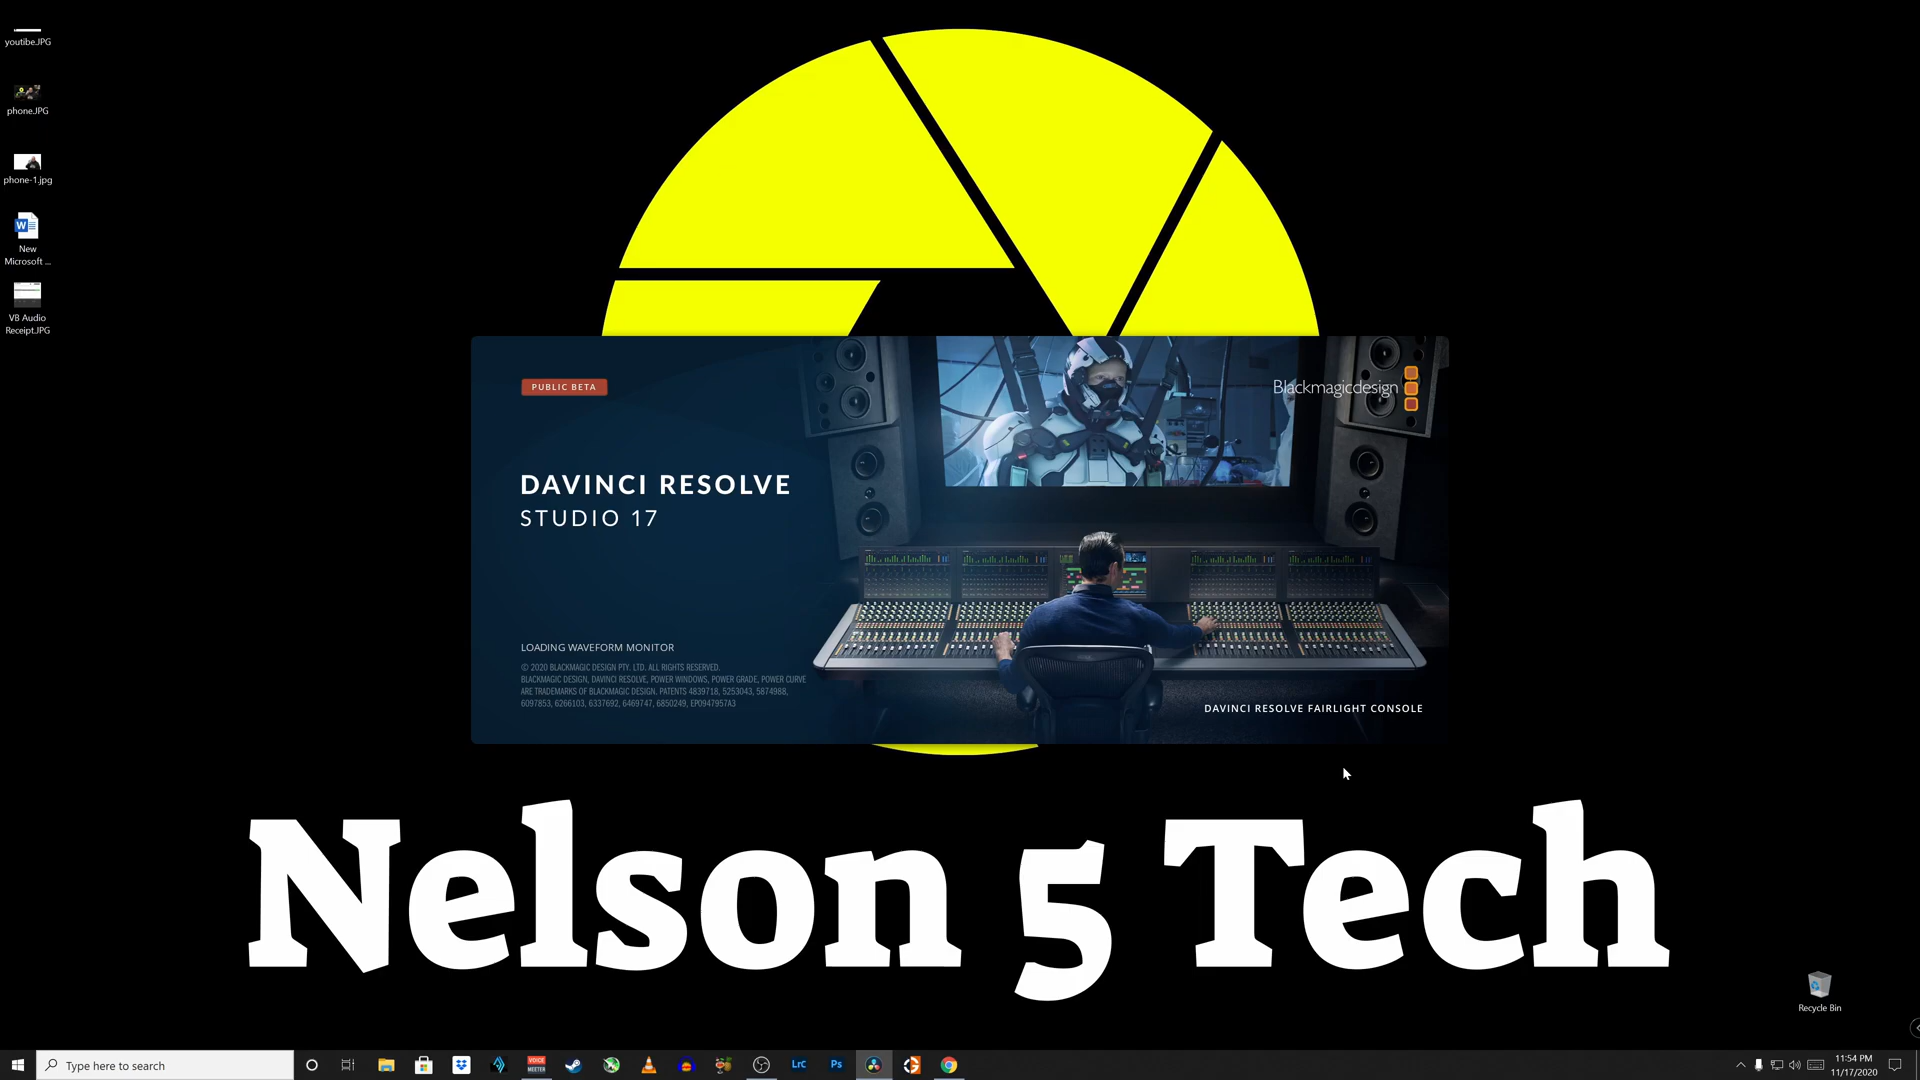 youtibe.JPG
phone.JPG
phone-1.jpg
New
Microsoft ...
VB Audio
Receipt.JPG
PUBLIC BETA
Blackmagicdesign
DAVINCI RESOLVE
STUDIO 17
LOADING WAVEFORM MONITOR
© 2020 BLACKMAGIC DESIGN PTY. LTD. ALL RIGHTS RESERVED.
BLACKMAGIC DESIGN, DAVINCI RESOLVE, POWER WINDOWS, POWER GRADE, POWER CURVE
ARE TRADEMARKS OF BLACKMAGIC DESIGN. PATENTS 4839718, 5253043, 5874988,
6097853, 6266103, 6337692, 6469747, 6850249, EP0947957A3
DAVINCI RESOLVE FAIRLIGHT CONSOLE
Nelson 5 Tech
Recycle Bin
Type here to search
VOICE
MEETER
LrC
Ps
11:54 PM
11/17/2020